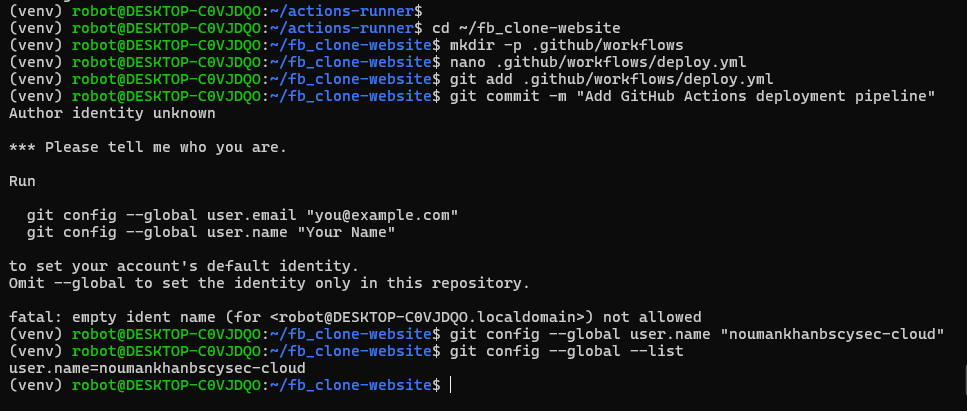 (venv) robot@DESKTOP-C0VJDQO:~/actions-runner$
(venv) robot@DESKTOP-C0VJDQO:~/actions-runner$ cd ~/fb_clone-website
(venv) robot@DESKTOP-C0VJDQO:~/fb_clone-website$ mkdir -p .github/workflows
(venv) robot@DESKTOP-C0VJDQO:~/fb_clone-website$ nano .github/workflows/deploy.yml
(venv) robot@DESKTOP-C0VJDQO:~/fb_clone-website$ git add .github/workflows/deploy.yml
(venv) robot@DESKTOP-C0VJDQO:~/fb_clone-website$ git commit -m "Add GitHub Actions deployment pipeline"
Author identity unknown
*** Please tell me who you are.
Run
git config --global user.email "you@example.com"
git config --global user.name "Your Name"
to set your account's default identity.
Omit --global to set the identity only in this repository.
fatal: empty ident name (for <robot@DESKTOP-C0VJDQO.localdomain>) not allowed
(venv) robot@DESKTOP-C0VJDQO:~/fb_clone-website$ git config --global user.name "noumankhanbscysec-cloud"
(venv) robot@DESKTOP-C0VJDQO:~/fb_clone-website$ git config --global --list
user.name=noumankhanbscysec-cloud
(venv) robot@DESKTOP-C0VJDQO:~/fb_clone-website$